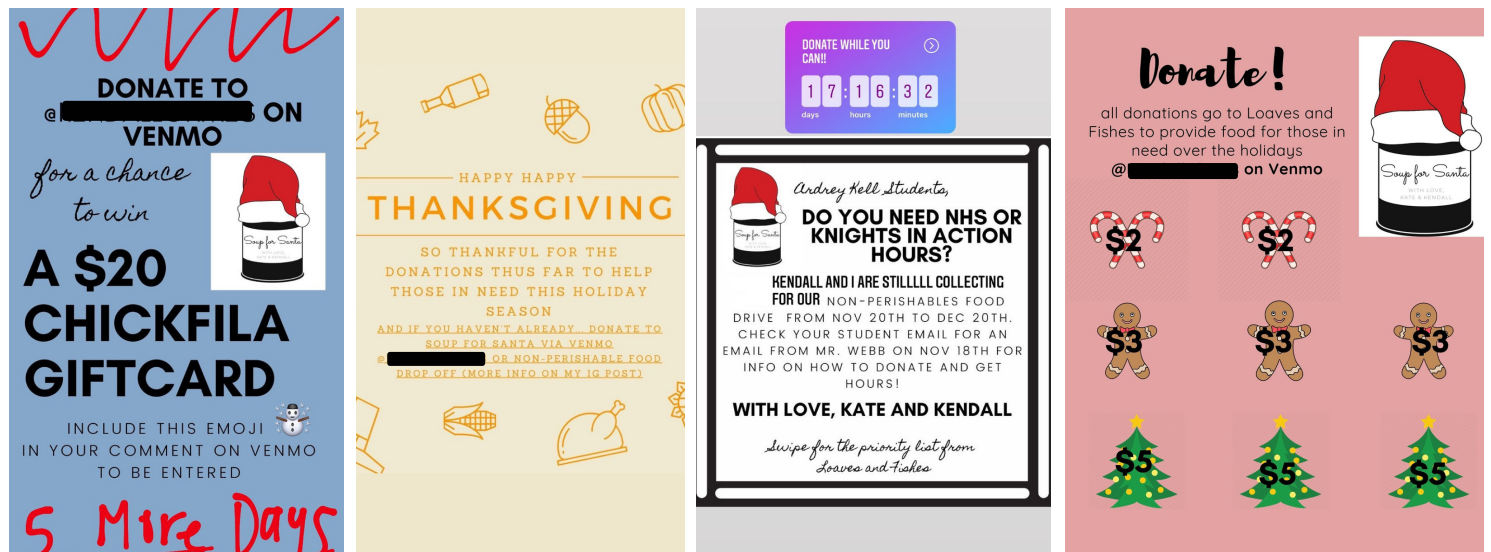 DONATE TO
@ ON
VENMO
for a chance
to win
Soup for Santa
A $20
CHICKFILA
GIFTCARD
INCLUDE THIS EMOJI
IN YOUR COMMENT ON VENMO
TO BE ENTERED
5 More Days
HAPPY HAPPY
THANKSGIVING
SO THANKFUL FOR THE
DONATIONS THUS FAR TO HELP
THOSE IN NEED THIS HOLIDAY
SEASON
AND IF YOU HAVEN'T ALREADY... DONATE TO
SOUP FOR SANTA VIA VENMO
@ OR NON-PERISHABLE FOOD
DROP OFF (MORE INFO ON MY IG POST)
DONATE WHILE YOU
CAN!!
17:16:32
days hours minutes
Ardrey Kell Students,
Soup for Santa
DO YOU NEED NHS OR
KNIGHTS IN ACTION
HOURS?
KENDALL AND I ARE STILLLLL COLLECTING
FOR OUR NON-PERISHABLES FOOD
DRIVE FROM NOV 20TH TO DEC 20TH.
CHECK YOUR STUDENT EMAIL FOR AN
EMAIL FROM MR. WEBB ON NOV 18TH FOR
INFO ON HOW TO DONATE AND GET
HOURS!
WITH LOVE, KATE AND KENDALL
Swipe for the priority list from
Loaves and Fishes
Donate!
all donations go to Loaves and
Fishes to provide food for those in
need over the holidays
@ on Venmo
Soup for Santa
WITH LOVE,
KATE & KENDALL
$2 $2
$3 $3 $3
$5 $5 $5